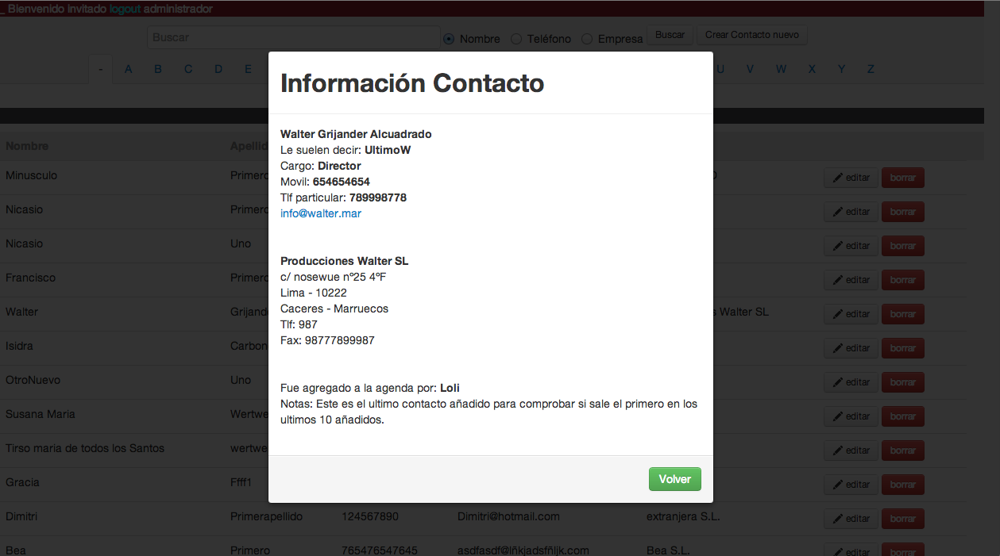 _ Bienvenido invitado logout administrador
Buscar Nombre Teléfono Empresa Buscar Crear Contacto nuevo
- A B C D E U V W X Y Z
Información Contacto
Walter Grijander Alcuadrado
Le suelen decir: UltimoW
Cargo: Director
Movil: 654654654
Tlf particular: 789998778
info@walter.mar
Producciones Walter SL
c/ nosewue nº25 4ºF
Lima - 10222
Caceres - Marruecos
Tlf: 987
Fax: 98777899987
Fue agregado a la agenda por: Loli
Notas: Este es el ultimo contacto añadido para comprobar si sale el primero en los
ultimos 10 añadidos.
Volver
Nombre Apellid
Minusculo Primero editar borrar
Nicasio Primero editar borrar
Nicasio Uno editar borrar
Francisco Primero editar borrar
Walter Grijand s Walter SL editar borrar
Isidra Carbon editar borrar
OtroNuevo Uno editar borrar
Susana Maria Wertwe editar borrar
Tirso maria de todos los Santos wertwe editar borrar
Gracia Ffff1 editar borrar
Dimitri Primerapellido 124567890 Dimitri@hotmail.com extranjera S.L. editar borrar
Bea Primero 765476547645 asdfasdf@lñkjadsfñljk.com Bea S.L. editar borrar